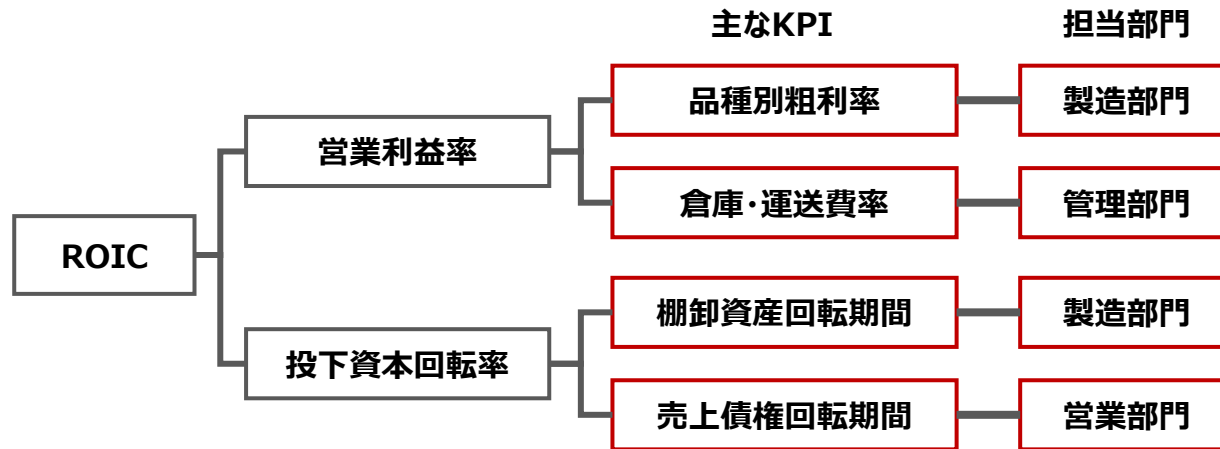 主なKPI 担当部門
品種別粗利率 製造部門
営業利益率
倉庫・運送費率 管理部門
ROIC
棚卸資産回転期間 製造部門
投下資本回転率
売上債権回転期間 営業部門